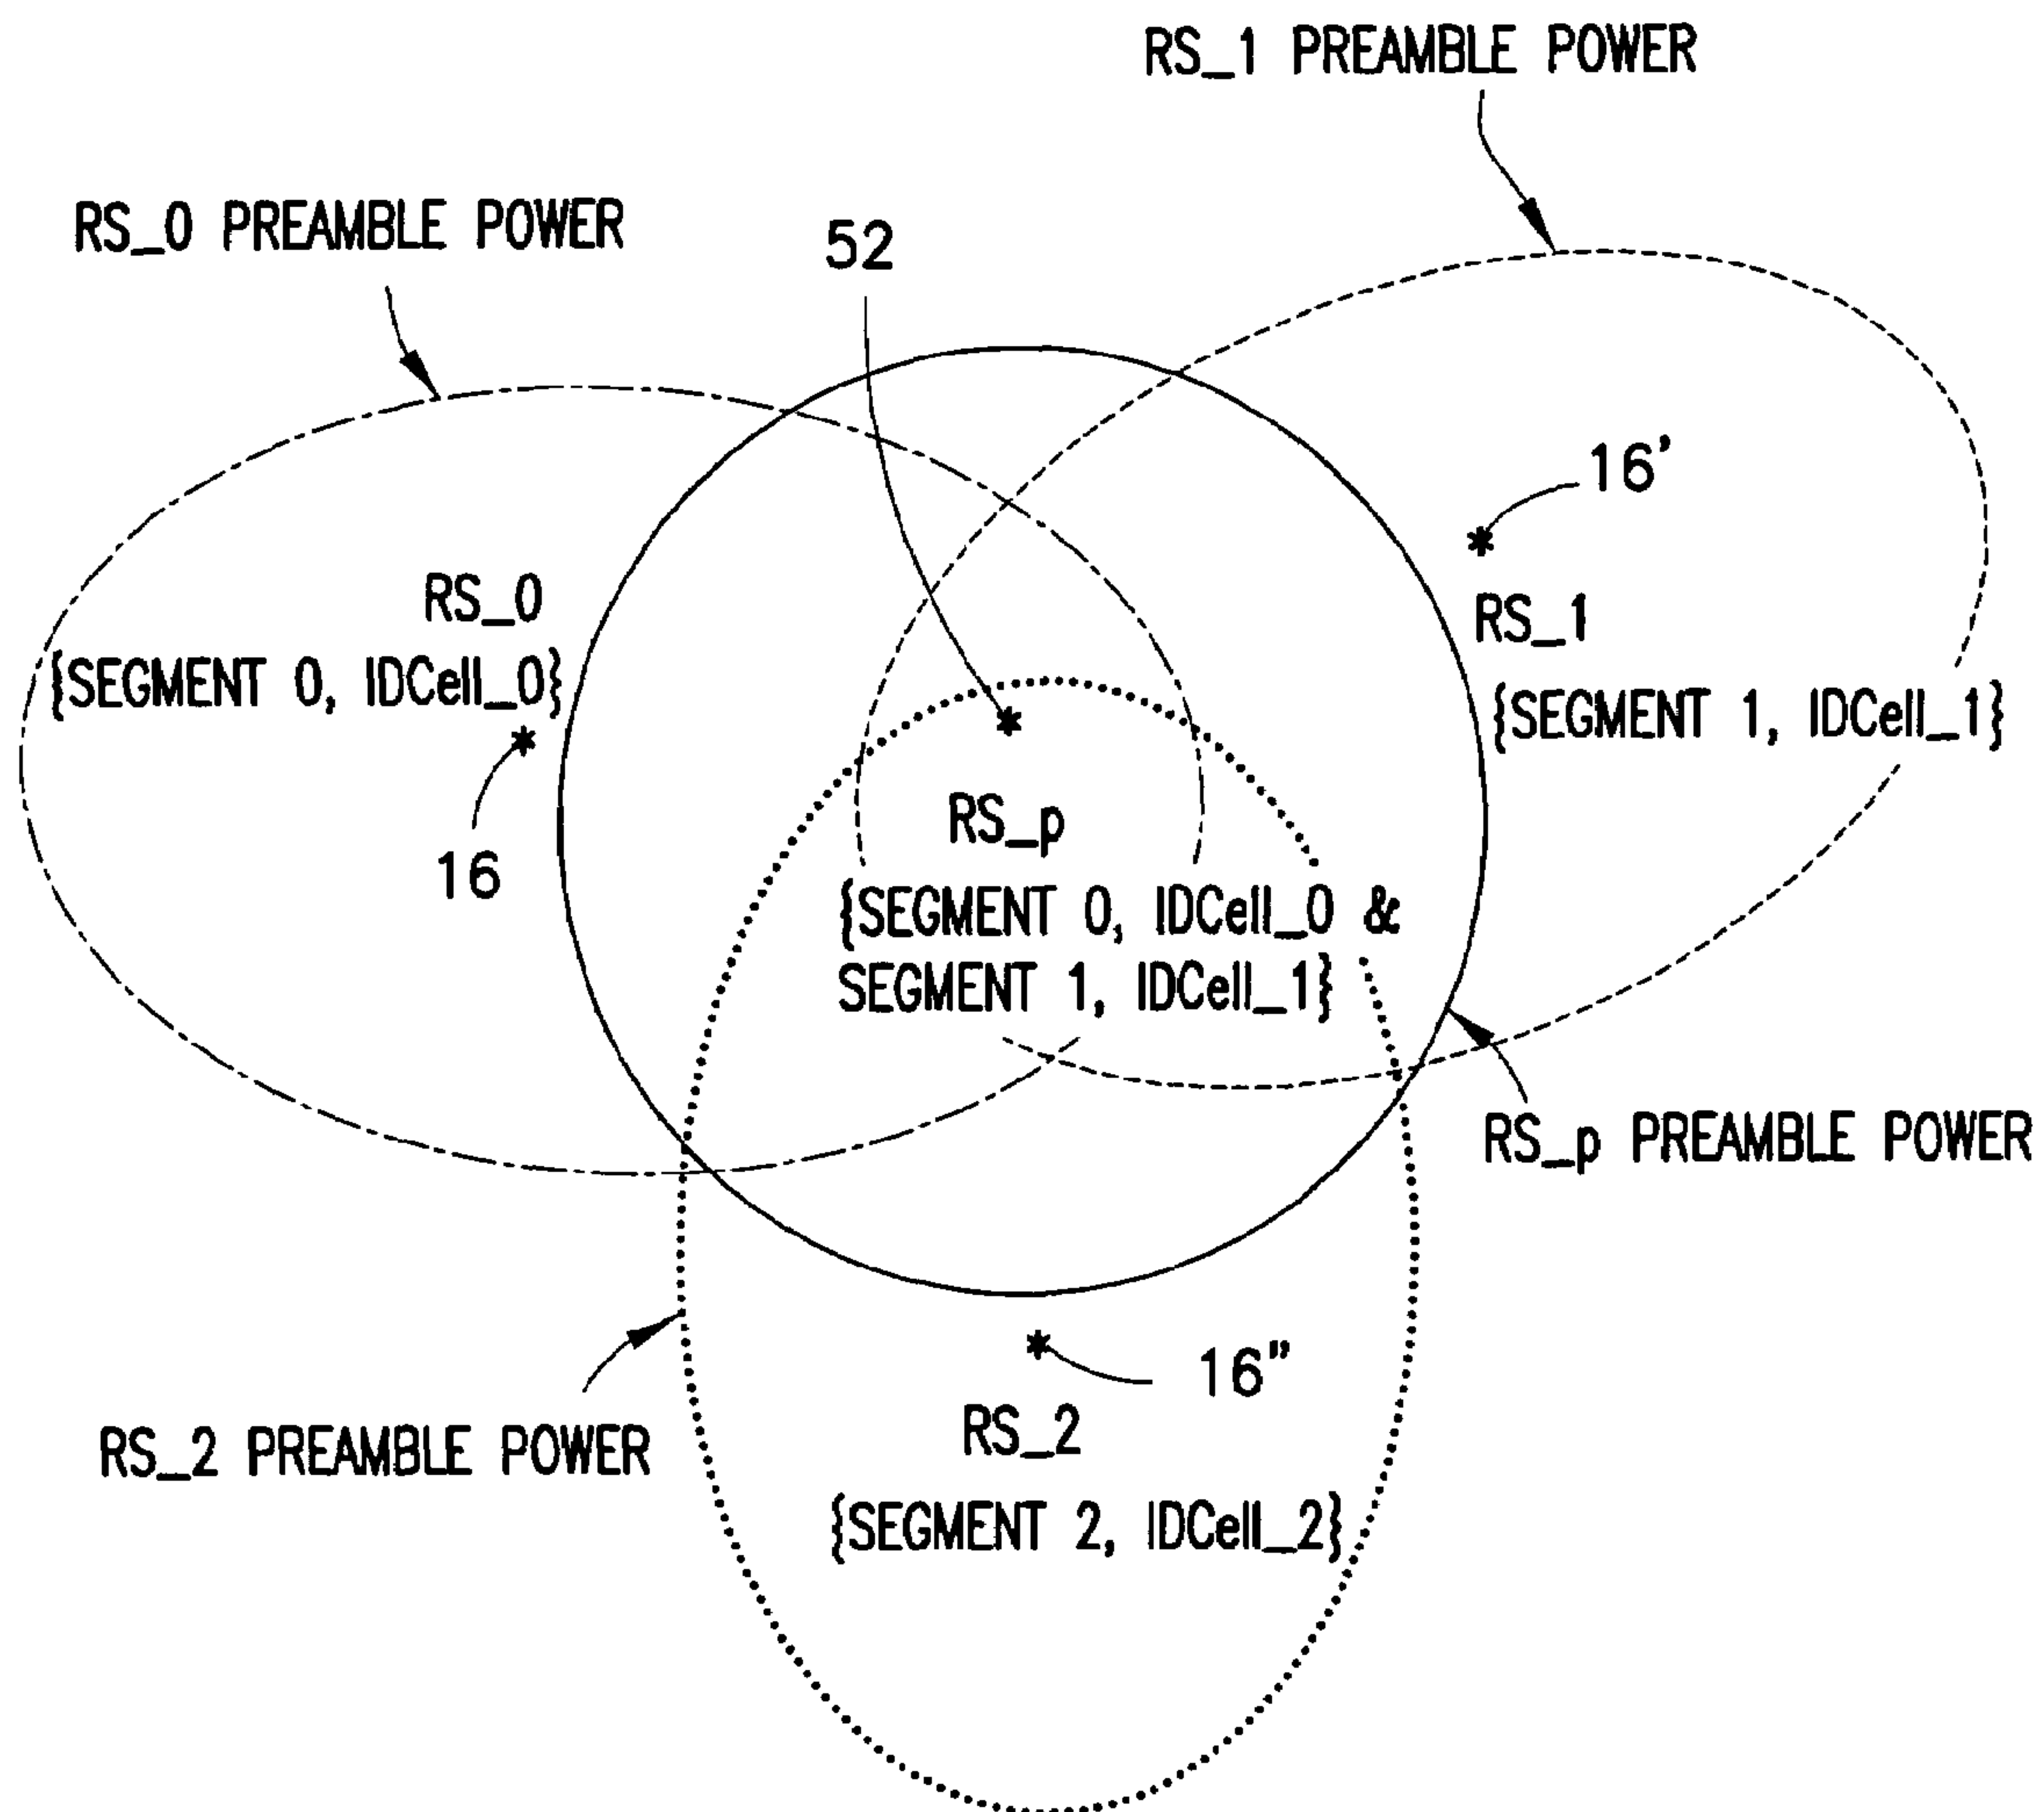 RS_1 PREAMBLE POWER
RS_0 PREAMBLE POWER
52
16'
RS_0
{SEGMENT 0, IDCell_0}
RS_1
{SEGMENT 1, IDCell_1}
16
RS_p
{SEGMENT 0, IDCell_0 &
SEGMENT 1, IDCell_1}
RS_p PREAMBLE POWER
16"
RS_2 PREAMBLE POWER
RS_2
{SEGMENT 2, IDCell_2}